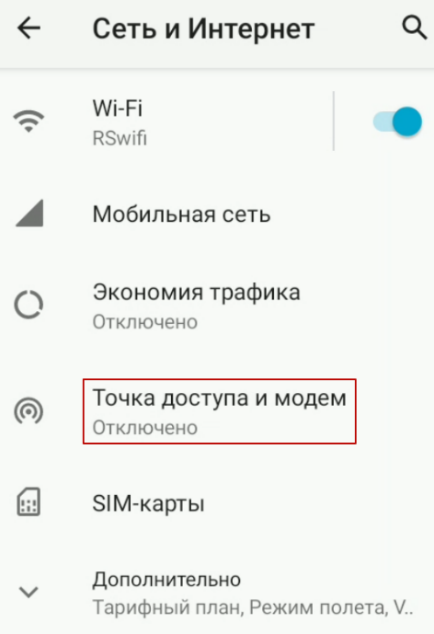 Сеть и Интернет
Wi-Fi
RSwifi
Мобильная сеть
Экономия трафика
Отключено
Точка доступа и модем
Отключено
SIM-карты
Дополнительно
Тарифный план, Режим полета, V..